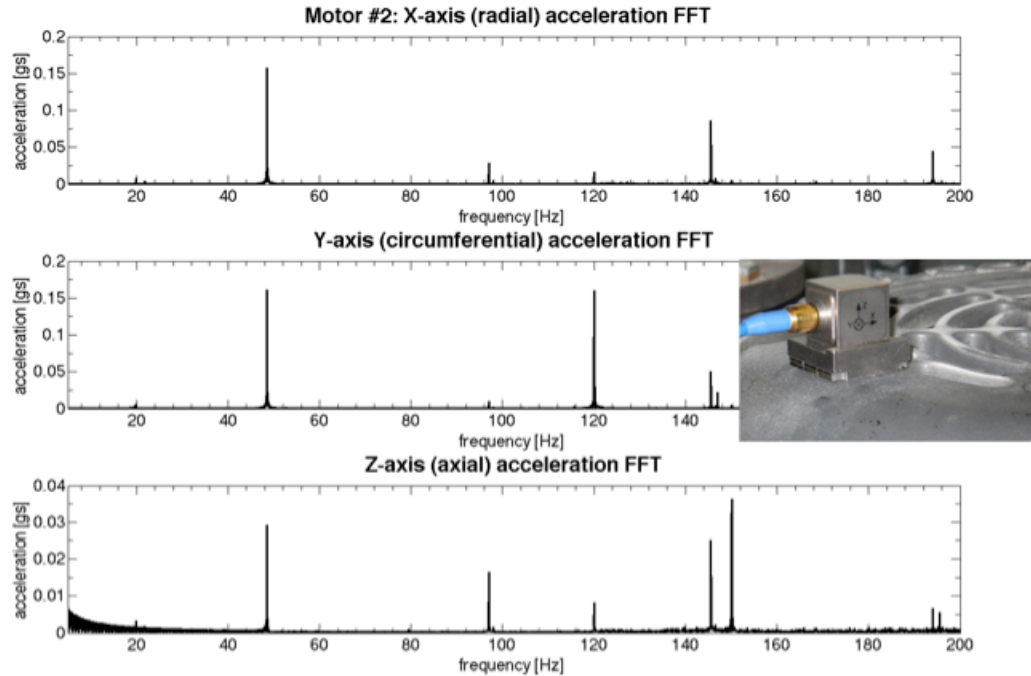 Motor #2: X-axis (radial) acceleration FFT
acceleration [gs]
0.2
0.15
0.1
0.05
0
20 40 60 80 100 120 140 160 180 200
frequency [Hz]
Y-axis (circumferential) acceleration FFT
acceleration [gs]
0.2
0.15
0.1
0.05
0
20 40 60 80 100 120 140
frequency [Hz]
Z
Y X
Z-axis (axial) acceleration FFT
acceleration [gs]
0.04
0.03
0.02
0.01
0
20 40 60 80 100 120 140 160 180 200
frequency [Hz]